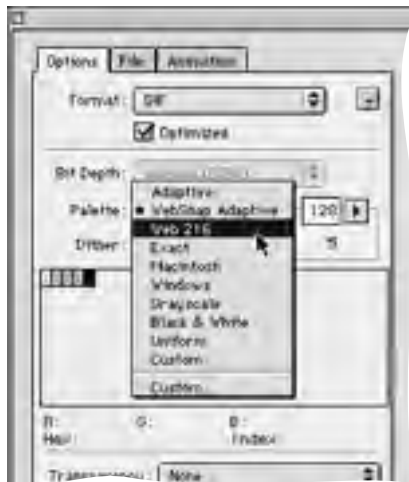 Options File Animation
Format: GIF
Optimized
Bit Depth:
Adaptive
Palette: WebSnap Adaptive 128
Web 216
Dither: %
Exact
Macintosh
Windows
Grayscale
Black & White
Uniform
Custom
Custom...
R: G: B:
Hex: Index:
Transparency: None